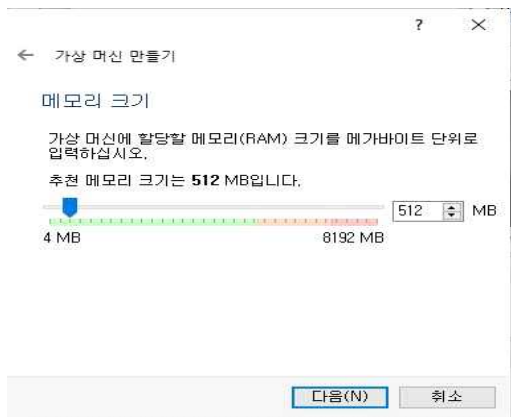 ?
가상 머신 만들기
메모리 크기
가상 머신에 할당할 메모리(RAM) 크기를 메가바이트 단위로
입력하십시오.
추천 메모리 크기는 512 MB입니다.
512 MB
4 MB 8192 MB
다음(N) 취소